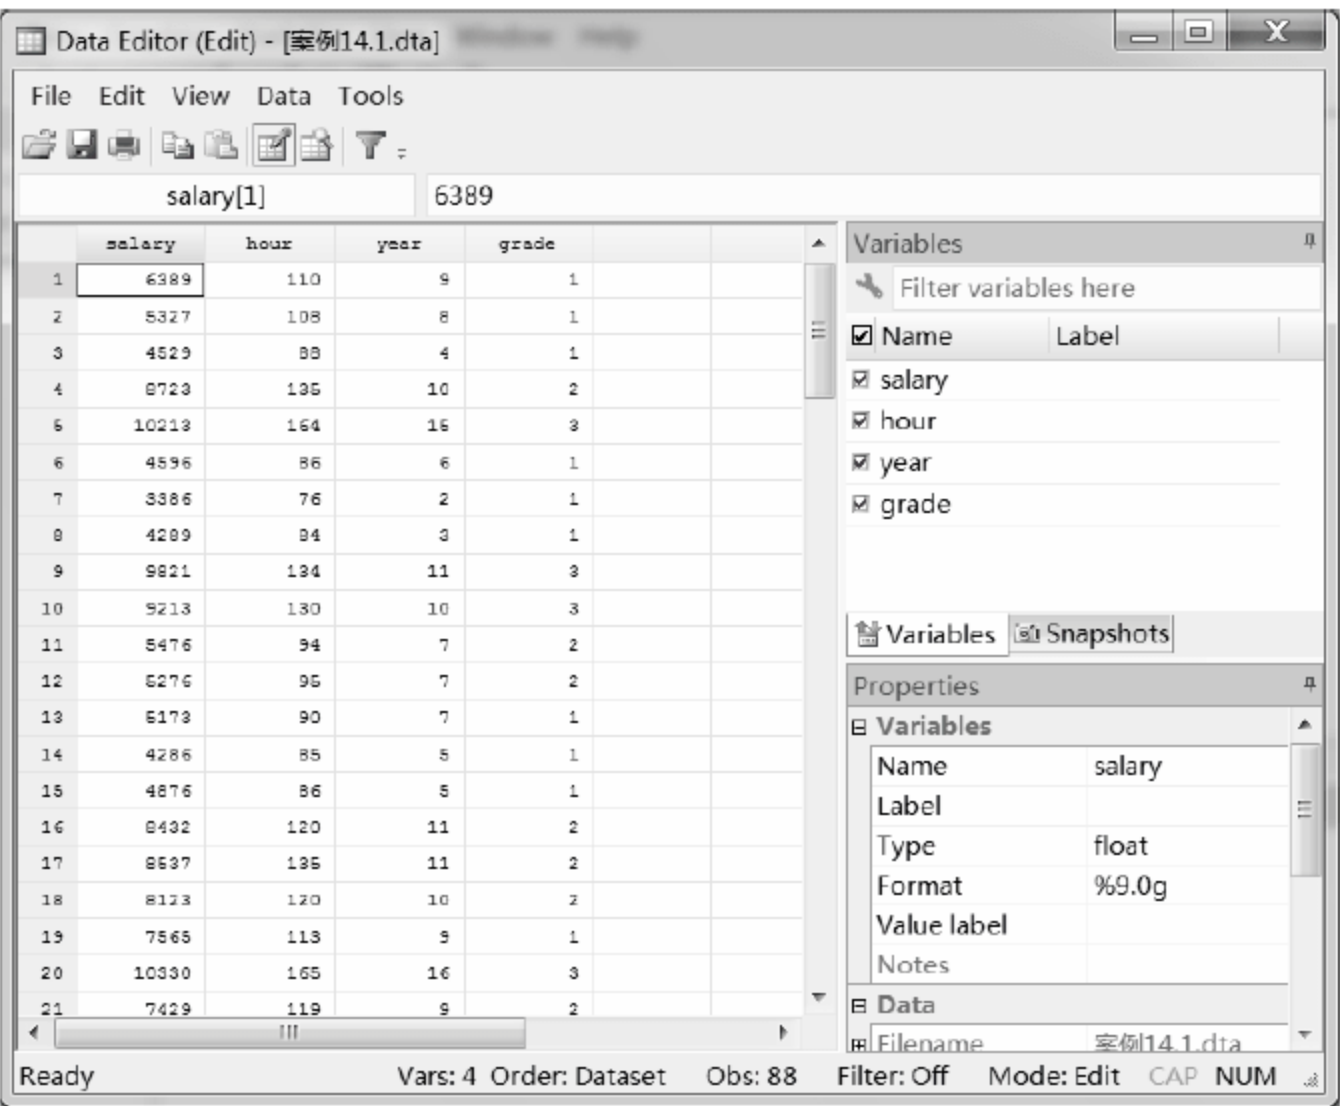 Data Editor (Edit) - [案例14.1.dta]
File Edit View Data Tools
salary[1] 6389
salary hour year grade
1 6389 110 9 1
2 5327 108 8 1
3 4529 88 4 1
4 8723 135 10 2
5 10213 164 15 3
6 4596 86 6 1
7 3386 76 2 1
8 4289 84 3 1
9 9821 134 11 3
10 9213 130 10 3
11 5476 94 7 2
12 5276 95 7 2
13 5173 90 7 1
14 4286 85 5 1
15 4876 86 5 1
16 8432 120 11 2
17 8537 135 11 2
18 8123 120 10 2
19 7565 113 9 1
20 10330 165 16 3
21 7429 119 9 2
Variables
Filter variables here
Name Label
salary
hour
year
grade
Variables Snapshots
Properties
Variables
Name salary
Label
Type float
Format %9.0g
Value label
Notes
Data
Filename 案例14.1.dta
Ready Vars: 4 Order: Dataset Obs: 88 Filter: Off Mode: Edit CAP NUM